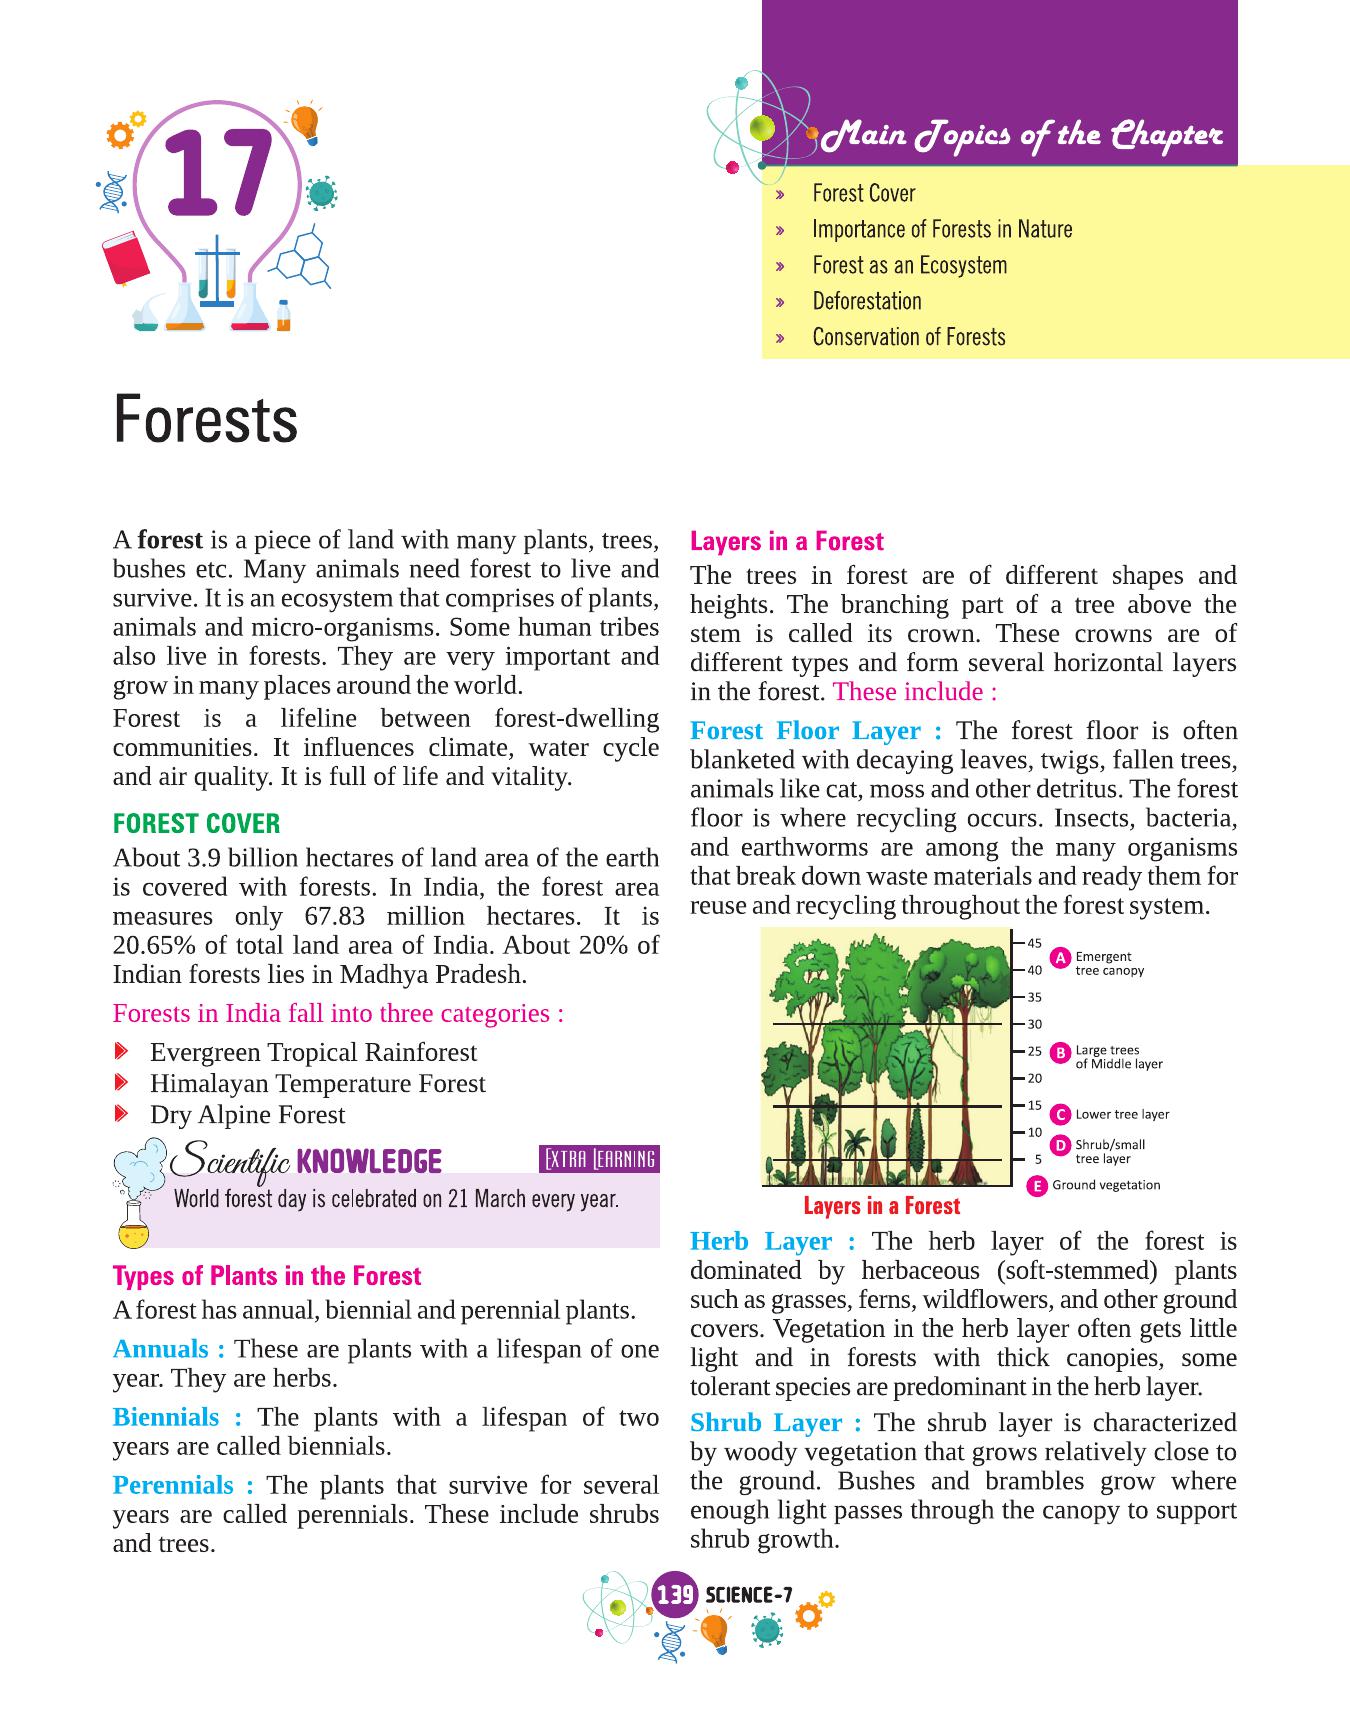 17
Main Topics of the Chapter
» Forest Cover
» Importance of Forests in Nature
» Forest as an Ecosystem
» Deforestation
» Conservation of Forests
Forests
A forest is a piece of land with many plants, trees,
bushes etc. Many animals need forest to live and
survive. It is an ecosystem that comprises of plants,
animals and micro-organisms. Some human tribes
also live in forests. They are very important and
grow in many places around the world.
Forest is a lifeline between forest-dwelling
communities. It influences climate, water cycle
and air quality. It is full of life and vitality.
FOREST COVER
About 3.9 billion hectares of land area of the earth
is covered with forests. In India, the forest area
measures only 67.83 million hectares. It is
20.65% of total land area of India. About 20% of
Indian forests lies in Madhya Pradesh.
Forests in India fall into three categories :
Evergreen Tropical Rainforest
Himalayan Temperature Forest
Dry Alpine Forest
Scientific KNOWLEDGE
EXTRA LEARNING
World forest day is celebrated on 21 March every year.
Types of Plants in the Forest
A forest has annual, biennial and perennial plants.
Annuals : These are plants with a lifespan of one
year. They are herbs.
Biennials : The plants with a lifespan of two
years are called biennials.
Perennials : The plants that survive for several
years are called perennials. These include shrubs
and trees.
Layers in a Forest
The trees in forest are of different shapes and
heights. The branching part of a tree above the
stem is called its crown. These crowns are of
different types and form several horizontal layers
in the forest. These include :
Forest Floor Layer : The forest floor is often
blanketed with decaying leaves, twigs, fallen trees,
animals like cat, moss and other detritus. The forest
floor is where recycling occurs. Insects, bacteria,
and earthworms are among the many organisms
that break down waste materials and ready them for
reuse and recycling throughout the forest system.
45
A Emergent
tree canopy
40
35
30
25
B Large trees
of Middle layer
20
15
C Lower tree layer
10
D Shrub/small
tree layer
5
E Ground vegetation
Layers in a Forest
Herb Layer : The herb layer of the forest is
dominated by herbaceous (soft-stemmed) plants
such as grasses, ferns, wildflowers, and other ground
covers. Vegetation in the herb layer often gets little
light and in forests with thick canopies, some
tolerant species are predominant in the herb layer.
Shrub Layer : The shrub layer is characterized
by woody vegetation that grows relatively close to
the ground. Bushes and brambles grow where
enough light passes through the canopy to support
shrub growth.
139 SCIENCE-7